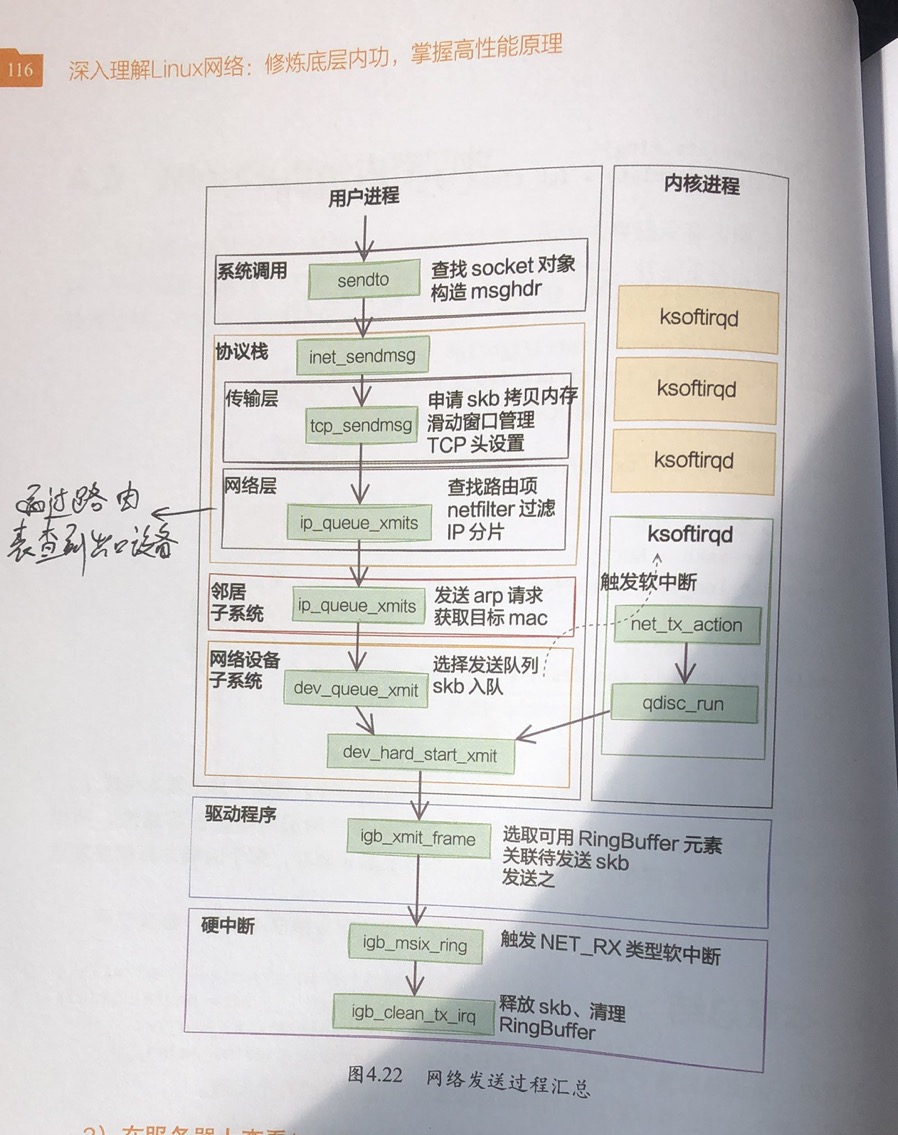 116
深入理解Linux网络：修炼底层内功，掌握高性能原理
用户进程
系统调用
sendto
查找 socket 对象
构造 msghdr
协议栈
inet_sendmsg
传输层
tcp_sendmsg
申请 skb 拷贝内存
滑动窗口管理
TCP 头设置
网络层
ip_queue_xmits
查找路由项
netfilter 过滤
IP 分片
通过路由
表查到出口设备
邻居
子系统
ip_queue_xmits
发送 arp 请求
获取目标 mac
网络设备
子系统
dev_queue_xmit
选择发送队列
skb 入队
dev_hard_start_xmit
内核进程
ksoftirqd
ksoftirqd
ksoftirqd
ksoftirqd
触发软中断
net_tx_action
qdisc_run
驱动程序
igb_xmit_frame
选取可用 RingBuffer 元素
关联待发送 skb
发送之
硬中断
igb_msix_ring
触发 NET_RX 类型软中断
igb_clean_tx_irq
释放 skb、清理
RingBuffer
图4.22 网络发送过程汇总